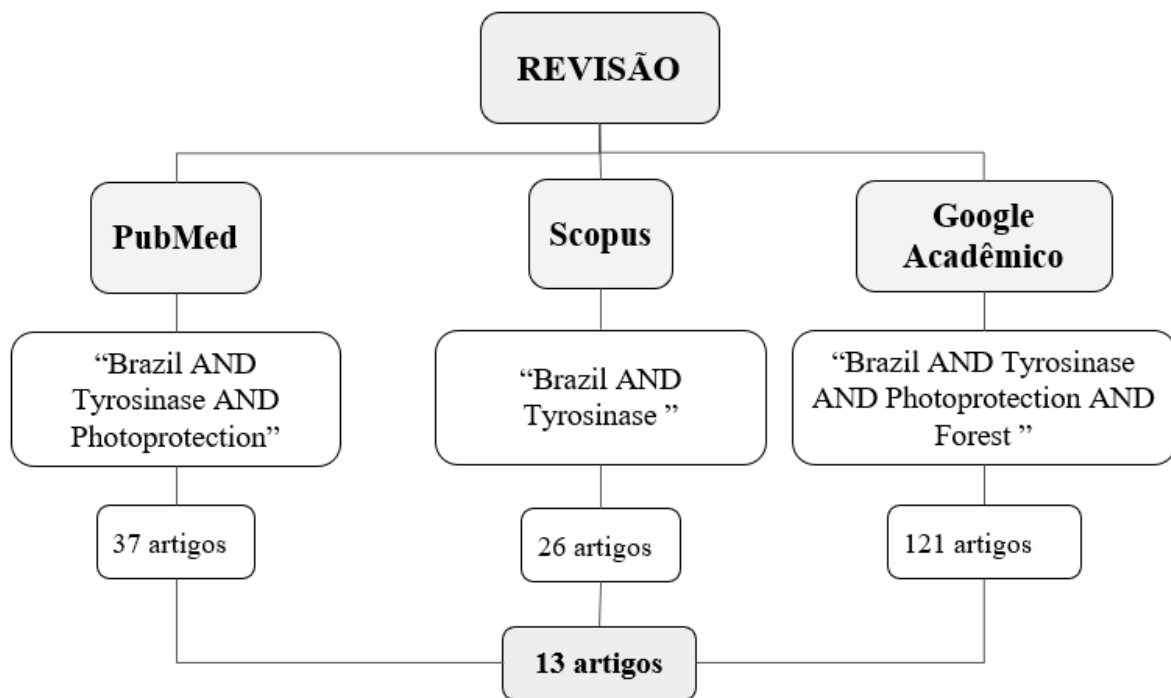 REVISÃO
PubMed
Scopus
Google
Acadêmico
“Brazil AND
Tyrosinase AND
Photoprotection”
“Brazil AND
Tyrosinase ”
“Brazil AND Tyrosinase
AND Photoprotection AND
Forest ”
37 artigos
26 artigos
121 artigos
13 artigos